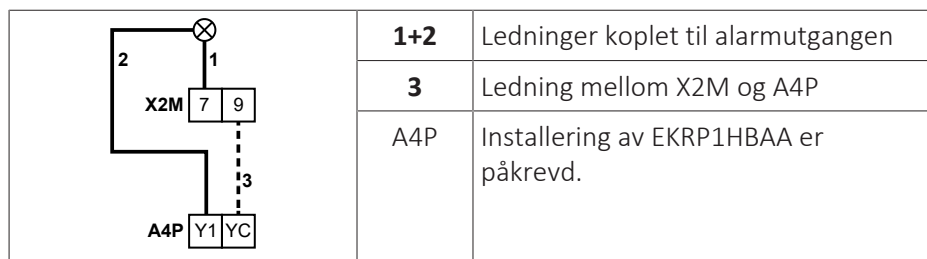 2
1
X2M 7 9
3
A4P Y1 YC
1+2 Ledninger koplet til alarmutgangen
3 Ledning mellom X2M og A4P
A4P Installering av EKRP1HBAA er
påkrevd.